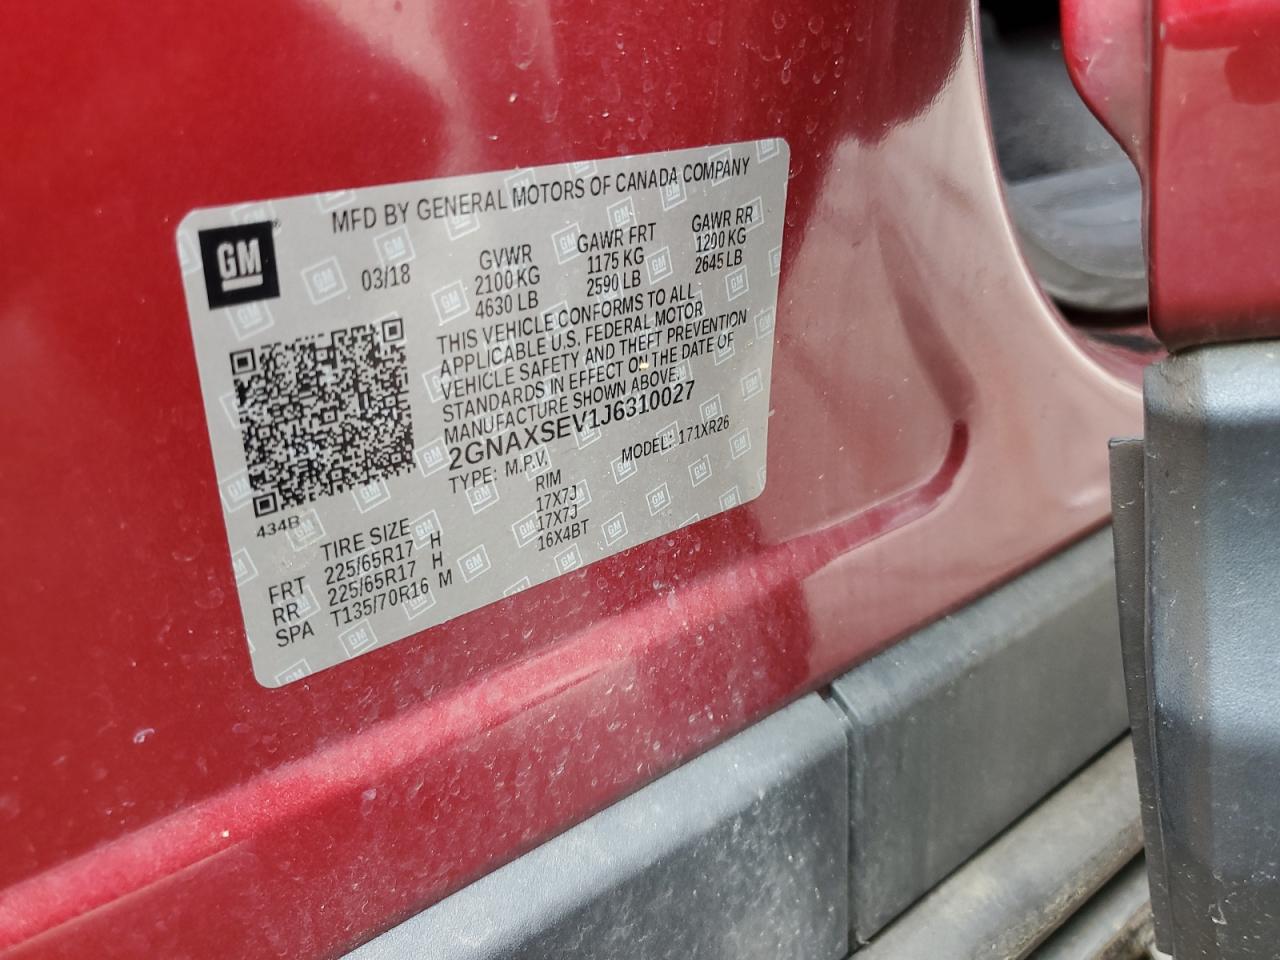 MFD BY GENERAL MOTORS OF CANADA COMPANY
GM
03/18
GVWR GAWR FRT GAWR RR
2100 KG 1175 KG 1200 KG
4630 LB 2590 LB 2645 LB
THIS VEHICLE CONFORMS TO ALL
APPLICABLE U.S. FEDERAL MOTOR
VEHICLE SAFETY AND THEFT PREVENTION
STANDARDS IN EFFECT ON THE DATE OF
MANUFACTURE SHOWN ABOVE.
2GNAXSEV1J6310027
TYPE: M.P.V. MODEL: 171XR26
434B
TIRE SIZE RIM
FRT 225/65R17 H 17X7J
RR 225/65R17 H 17X7J
SPA T135/70R16 M 16X4BT